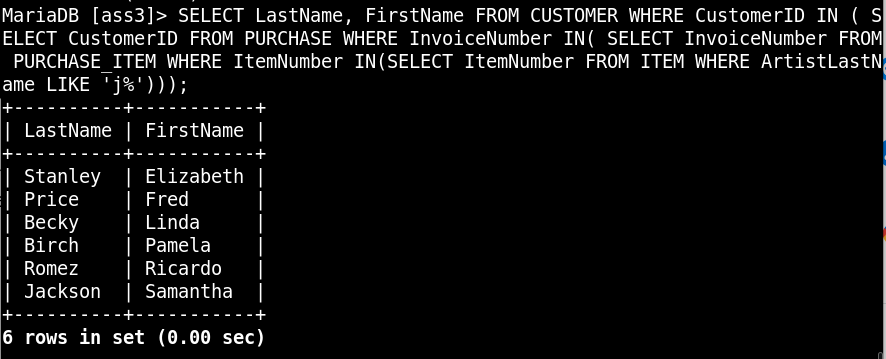 MariaDB [ass3]> SELECT LastName, FirstName FROM CUSTOMER WHERE CustomerID IN ( S
ELECT CustomerID FROM PURCHASE WHERE InvoiceNumber IN( SELECT InvoiceNumber FROM
 PURCHASE_ITEM WHERE ItemNumber IN(SELECT ItemNumber FROM ITEM WHERE ArtistLastN
ame LIKE 'j%')));
+----------+-----------+
| LastName | FirstName |
+----------+-----------+
| Stanley  | Elizabeth |
| Price    | Fred      |
| Becky    | Linda     |
| Birch    | Pamela    |
| Romez    | Ricardo   |
| Jackson  | Samantha  |
+----------+-----------+
6 rows in set (0.00 sec)